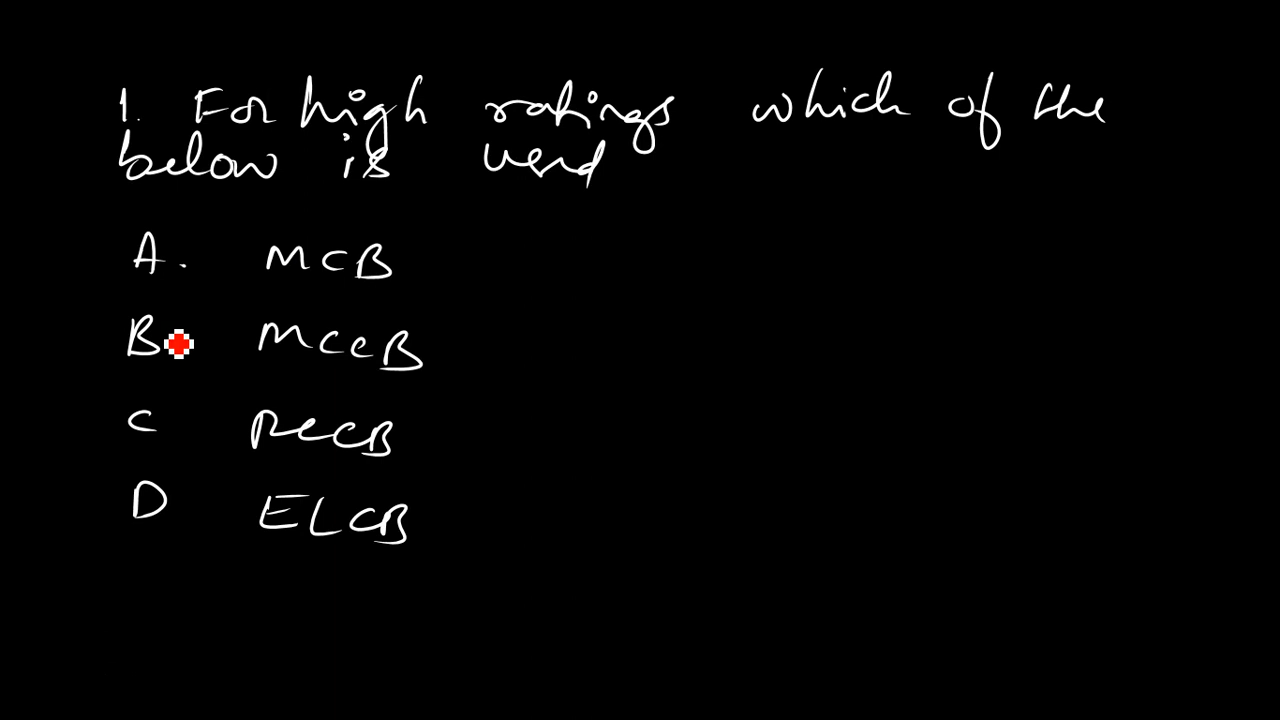 1. For high ratings which of the
below is used
A. MCB
B. MCCB
C RCCB
D ELCB